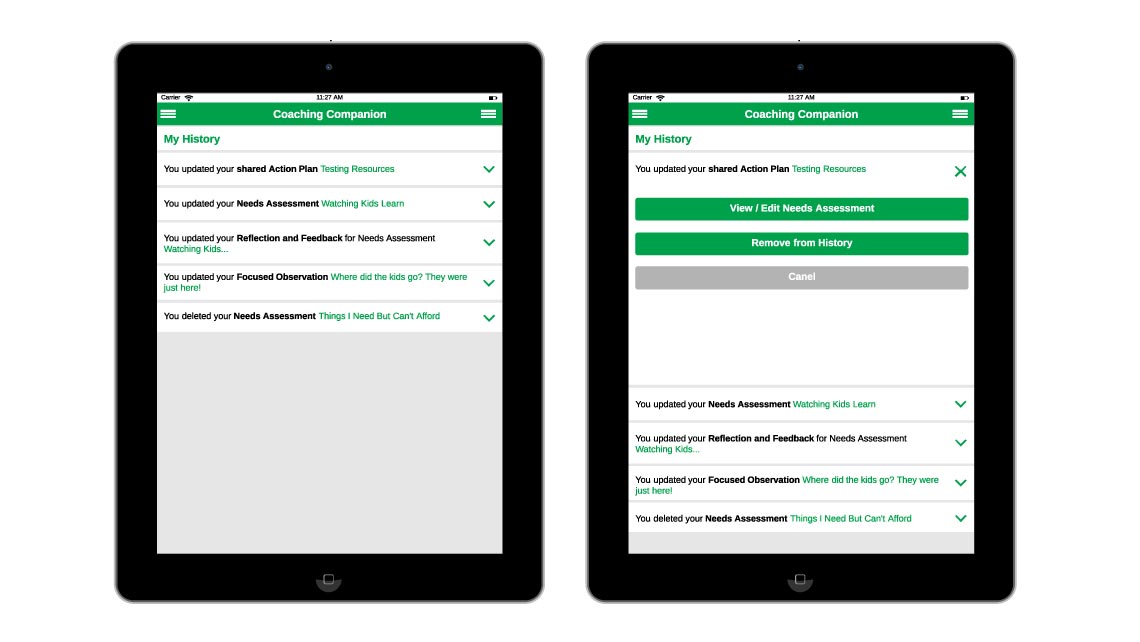 Carrier 11:27 AM
Coaching Companion
My History
You updated your shared Action Plan Testing Resources
You updated your Needs Assessment Watching Kids Learn
You updated your Reflection and Feedback for Needs Assessment
Watching Kids...
You updated your Focused Observation Where did the kids go? They were
just here!
You deleted your Needs Assessment Things I Need But Can't Afford
Carrier 11:27 AM
Coaching Companion
My History
You updated your shared Action Plan Testing Resources
View / Edit Needs Assessment
Remove from History
Canel
You updated your Needs Assessment Watching Kids Learn
You updated your Reflection and Feedback for Needs Assessment
Watching Kids...
You updated your Focused Observation Where did the kids go? They were
just here!
You deleted your Needs Assessment Things I Need But Can't Afford